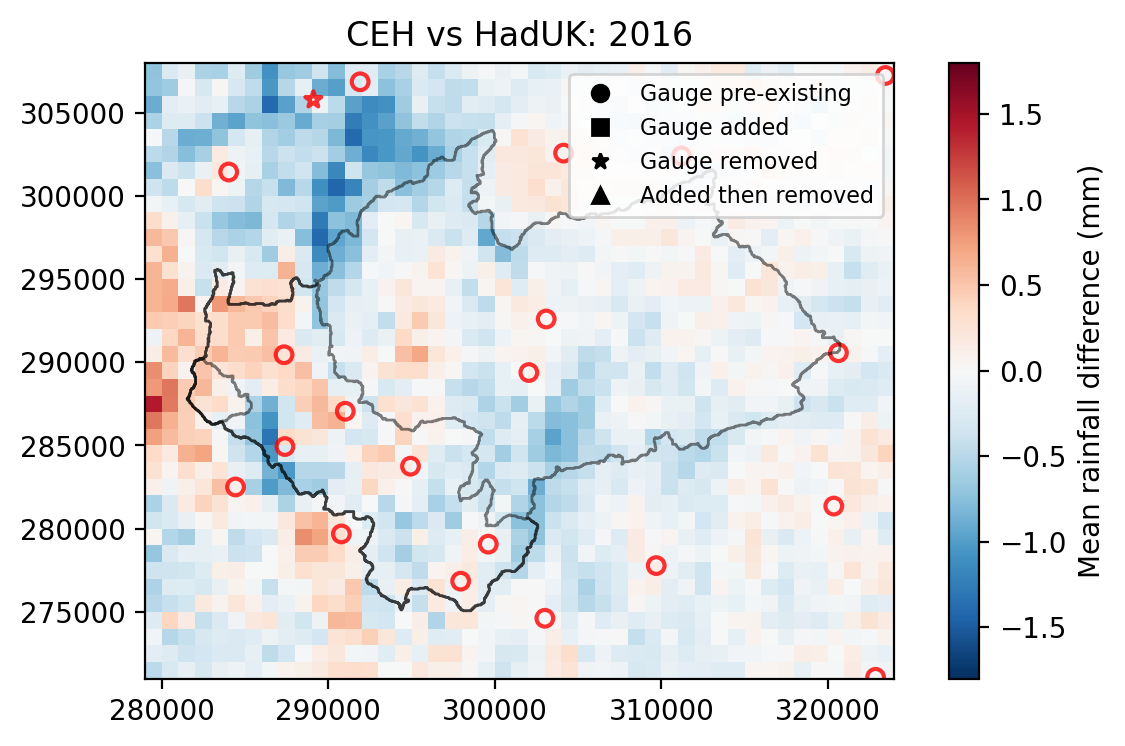 CEH vs HadUK: 2016
Gauge pre-existing
Gauge added
Gauge removed
Added then removed
305000
300000
295000
290000
285000
280000
275000
280000 290000 300000 310000 320000
1.5
1.0
0.5
0.0
−0.5
−1.0
−1.5
Mean rainfall difference (mm)